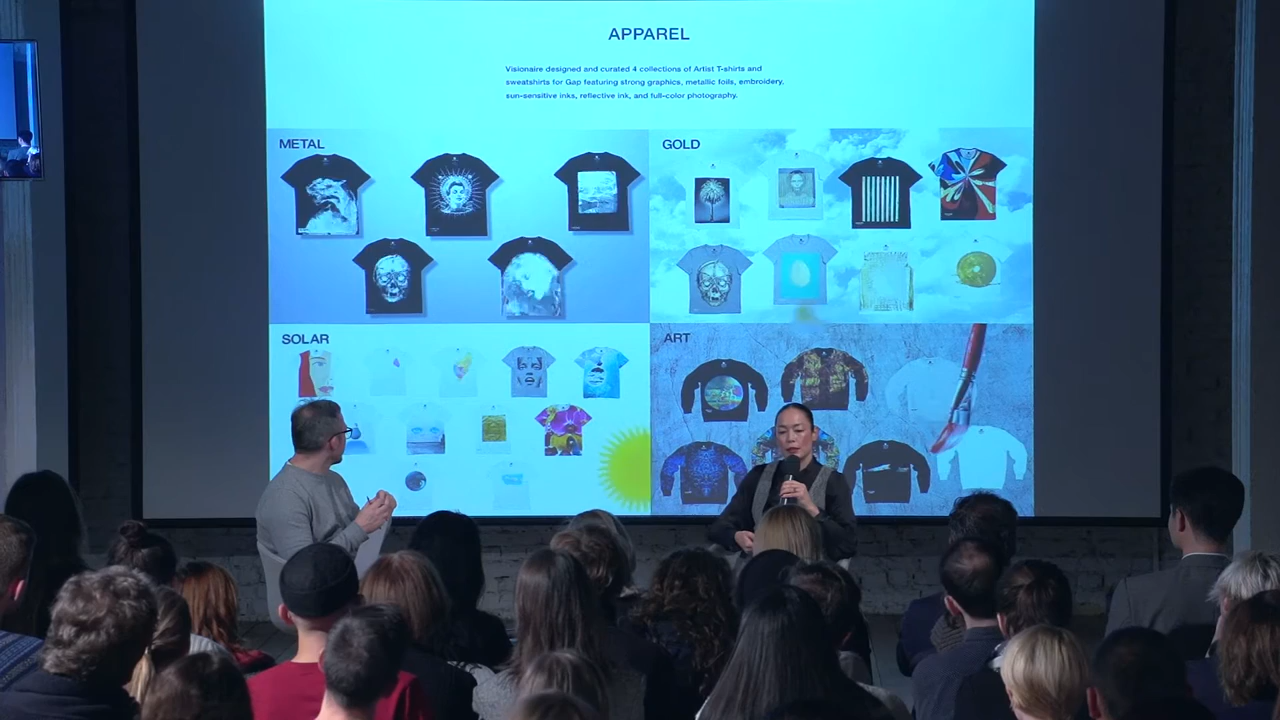 APPAREL
Visionaire designed and curated 4 collections of Artist T-shirts and
sweatshirts for Gap featuring strong graphics, metallic foils, embroidery,
sun-sensitive inks, reflective ink, and full-color photography.
METAL
GOLD
SOLAR
ART